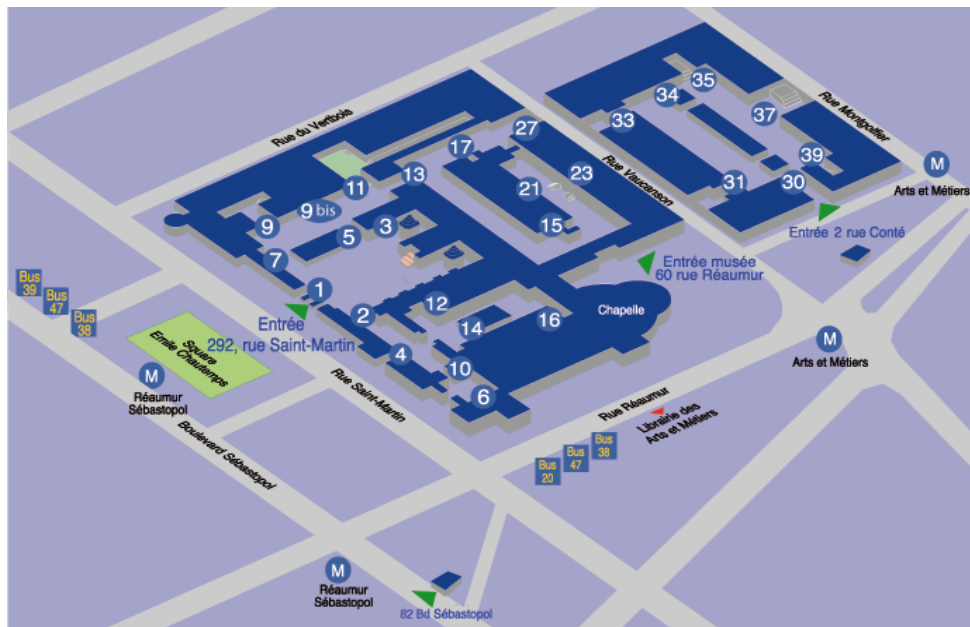 Rue du Vertbois
Rue Montgolfier
35
34
37
33
27
39
17
M
Arts et Métiers
13
23
31
30
11
21
Rue Vaucanson
9 bis
3
15
9
5
Entrée 2 rue Conté
7
Entrée musée
60 rue Réaumur
Bus
39
Bus
47
Bus
38
1
12
2
16
Chapelle
Entrée
292, rue Saint-Martin
14
4
M
Arts et Métiers
Square
Emile Chautemps
10
M
Réaumur
Sébastopol
6
Rue Saint-Martin
Rue Réaumur
Librairie des
Arts et Métiers
Boulevard Sébastopol
Bus
38
Bus
47
Bus
20
M
Réaumur
Sébastopol
82 Bd Sébastopol